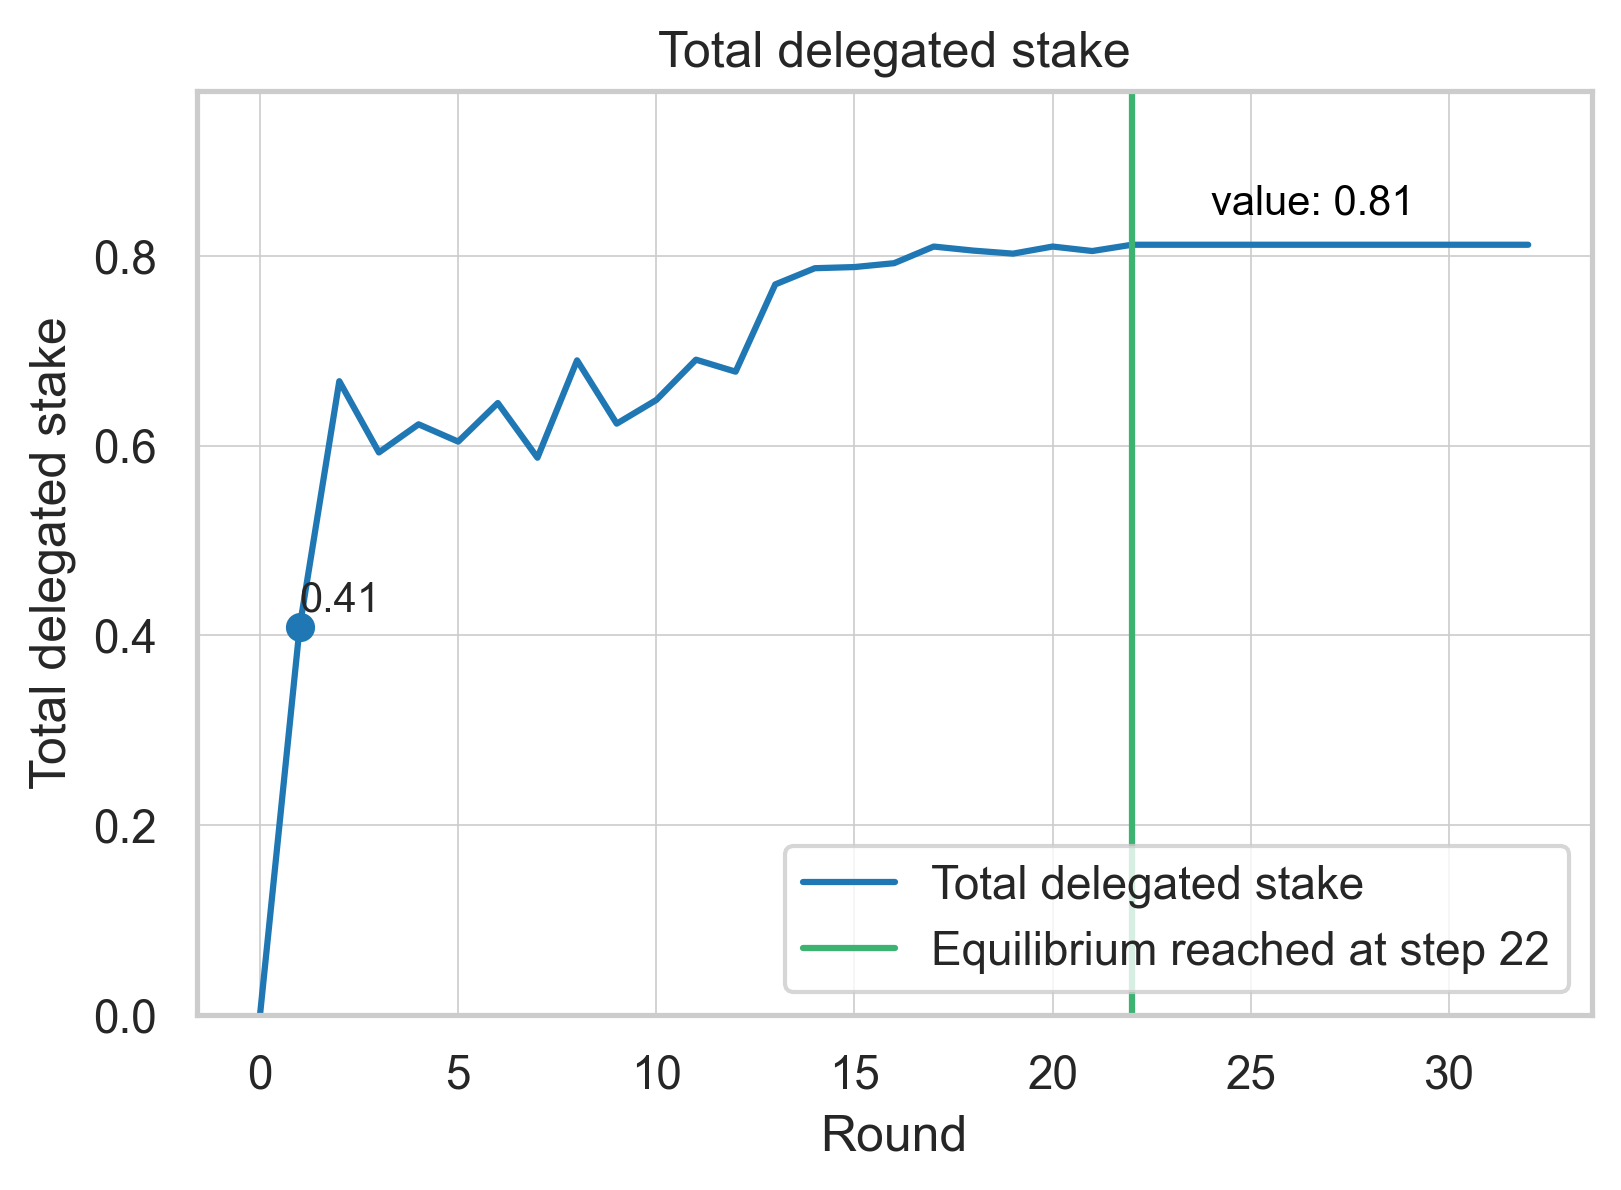 Total delegated stake
value: 0.81
0.8
0.6
0.41
0.4
0.2
0.0
Total delegated stake
Total delegated stake
Equilibrium reached at step 22
0 5 10 15 20 25 30
Round